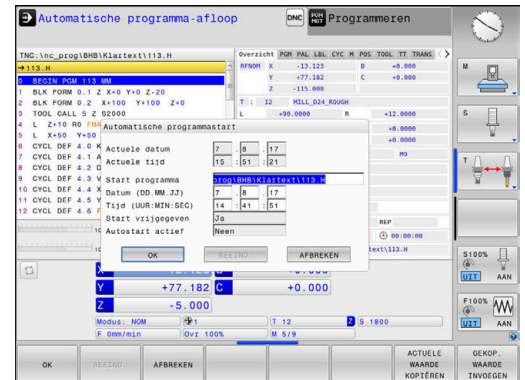 Automatische programma-afloop
DNC
PGM MGT
Programmeren
TNC:\nc_prog\BHB\Klartext\113.H
→113.H
Overzicht PGM PAL LBL CYC M POS TOOL TT TRANS
0 BEGIN PGM 113 MM
1 BLK FORM 0.1 Z X+0 Y+0 Z-20
2 BLK FORM 0.2 X+100 Y+100 Z+0
3 TOOL CALL 5 Z S2000
4 L Z+10 R0
5 L X+50 Y+50
6 CYCL DEF 4.0
7 CYCL DEF 4.1
8 CYCL DEF 4.2
9 CYCL DEF 4.3
10 CYCL DEF 4.4
11 CYCL DEF 4.5
12 CYCL DEF 4.6
RFNOM X -13.123 B +0.000
Y +77.182 C +0.000
Z -115.000
T : 12 MILL_D24_ROUGH
L +90.0000 R +12.0000
+0.0000
+0.0000
M9
REP
00:00:00
text\113.H
Automatische programmastart
Actuele datum 7 .8 .17
Actuele tijd 15 :51 :21
Start programma prog\BHB\Klartext\113.H
Datum (DD.MM.JJ) 7 .8 .17
Tijd (UUR:MIN:SEC) 14 :41 :51
Start vrijgegeven Ja
Autostart actief Neen
OK BEEIND. AFBREKEN
X
Y +77.182 C +0.000
Z -5.000
Modus: NOM 1 T 12 Z S 1800
F 0mm/min Ovr 100% M 5/9
M
S
T
S100%
UIT AAN
F100%
UIT AAN
OK BEEIND. AFBREKEN
ACTUELE WAARDE KOPIËREN
GEKOP. WAARDE INVOEGEN